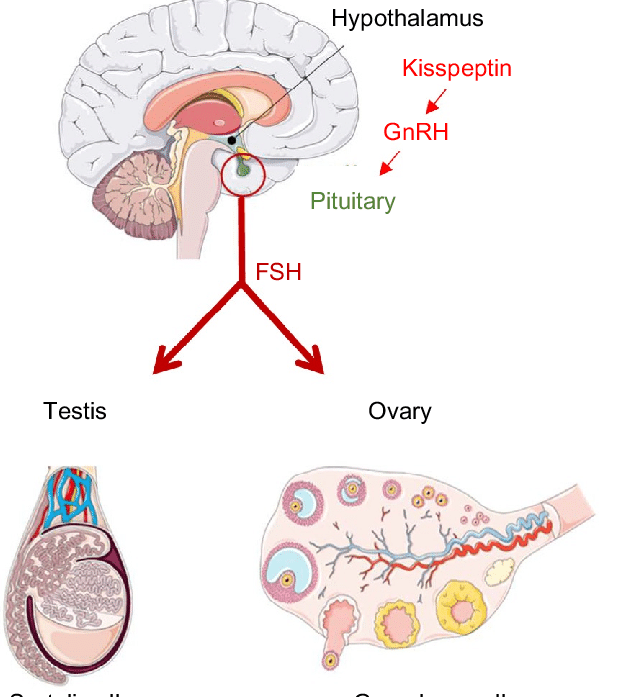 Hypothalamus
Kisspeptin
GnRH
Pituitary
FSH
Testis
Ovary